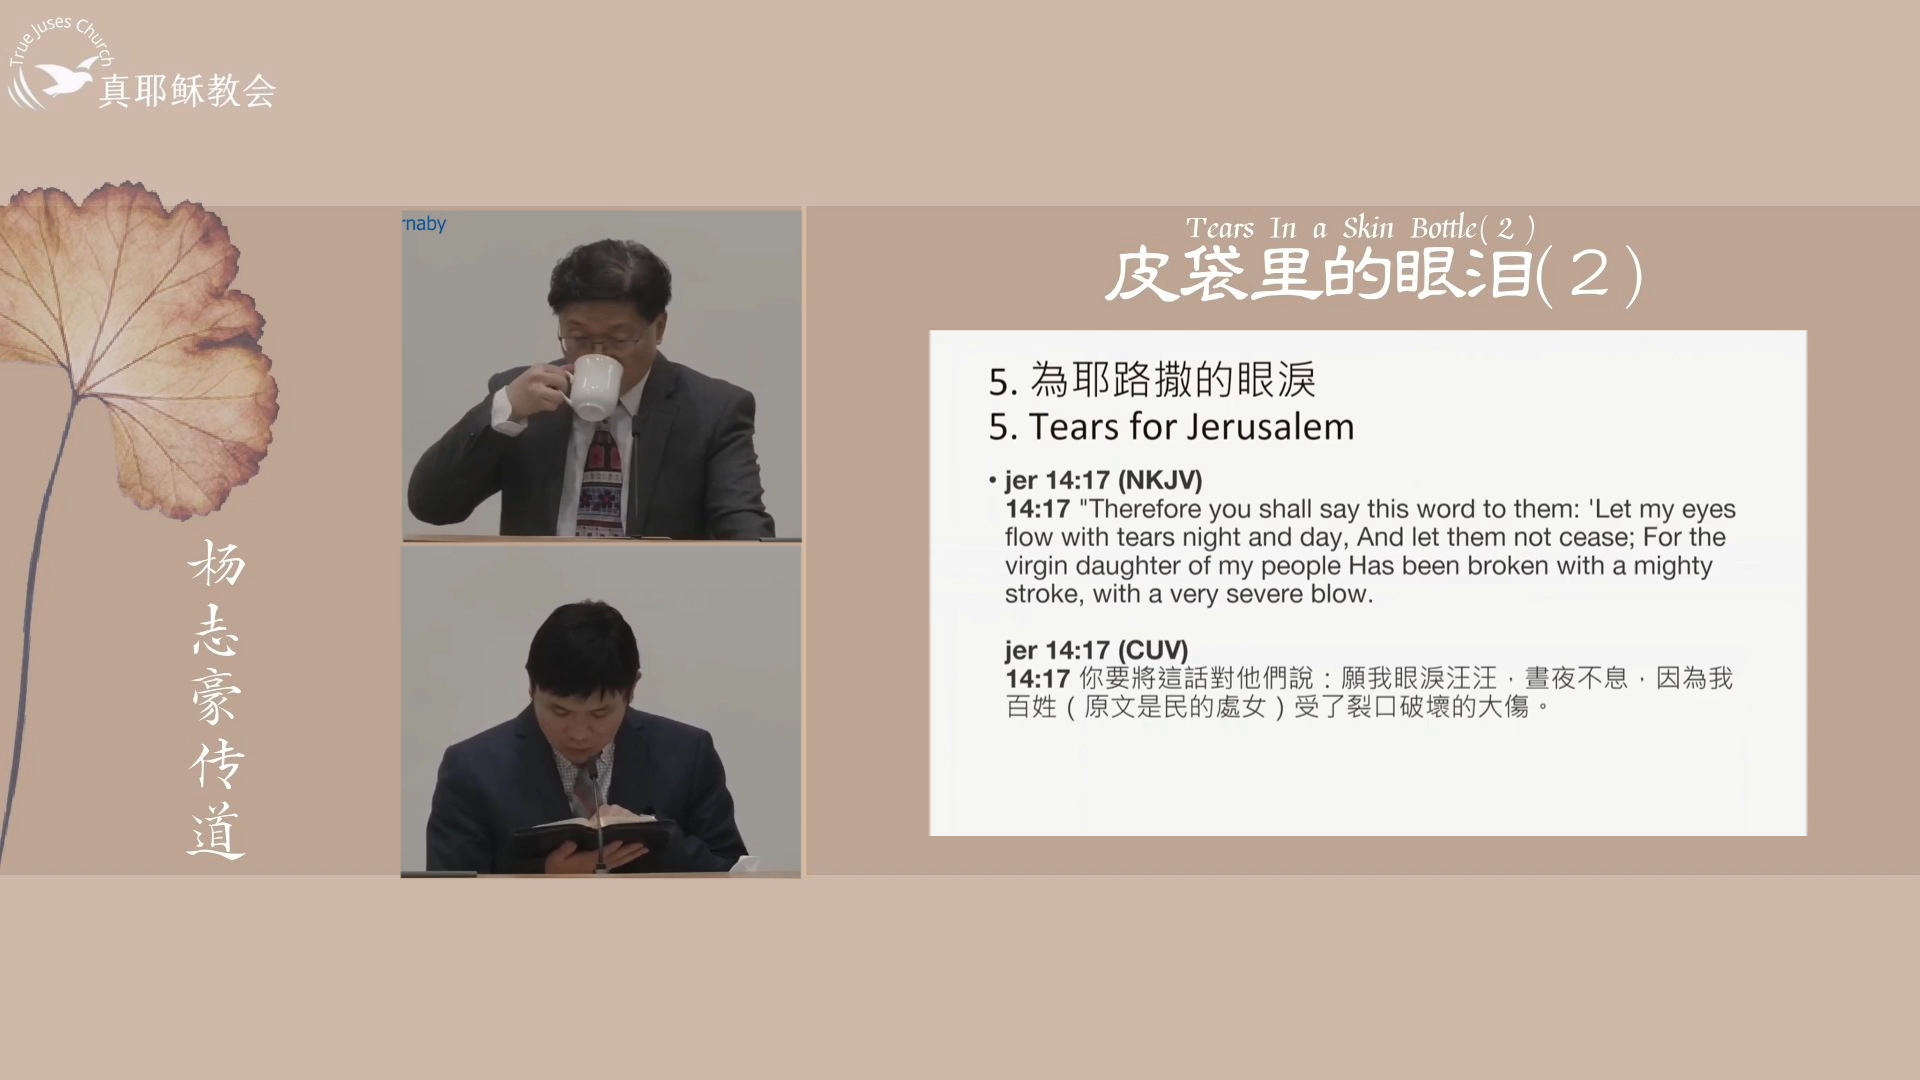 True Juses Church
真耶稣教会
杨志豪传道
rnaby
Tears In a Skin Bottle(2)
皮袋里的眼泪(2)
5. 為耶路撒的眼淚
5. Tears for Jerusalem
• jer 14:17 (NKJV)
14:17 "Therefore you shall say this word to them: 'Let my eyes
flow with tears night and day, And let them not cease; For the
virgin daughter of my people Has been broken with a mighty
stroke, with a very severe blow.
jer 14:17 (CUV)
14:17 你要將這話對他們說：願我眼淚汪汪，晝夜不息，因為我
百姓（原文是民的處女）受了裂口破壞的大傷。